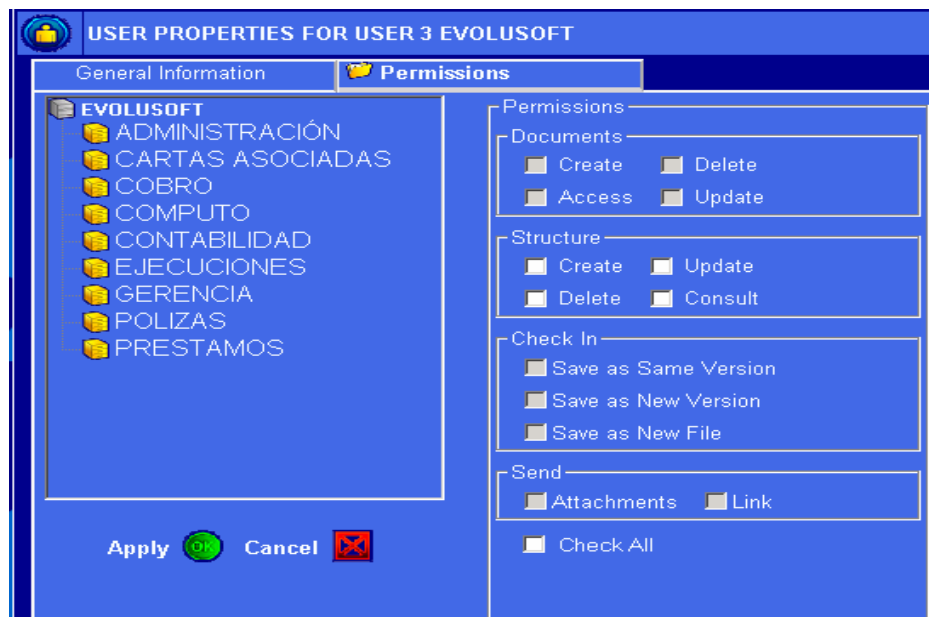 USER PROPERTIES FOR USER 3 EVOLUSOFT
General Information
Permissions
EVOLUSOFT
ADMINISTRACIÓN
CARTAS ASOCIADAS
COBRO
COMPUTO
CONTABILIDAD
EJECUCIONES
GERENCIA
POLIZAS
PRESTAMOS
Apply OK Cancel
Permissions
Documents
Create Delete
Access Update
Structure
Create Update
Delete Consult
Check In
Save as Same Version
Save as New Version
Save as New File
Send
Attachments Link
Check All